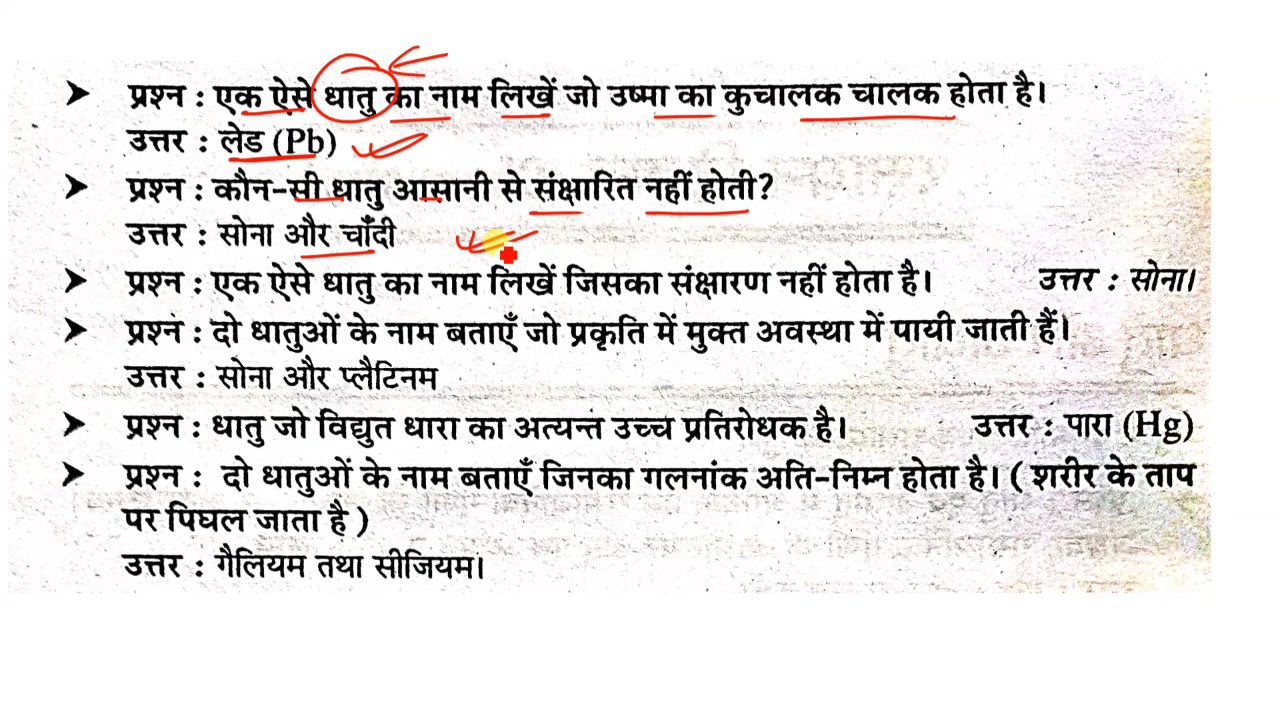 ➤ प्रश्न : एक ऐसे धातु का नाम लिखें जो उष्मा का कुचालक चालक होता है।
उत्तर : लेड (Pb)
➤ प्रश्न : कौन-सी धातु आसानी से संक्षारित नहीं होती?
उत्तर : सोना और चाँदी
➤ प्रश्न : एक ऐसे धातु का नाम लिखें जिसका संक्षारण नहीं होता है। उत्तर : सोना।
➤ प्रश्न : दो धातुओं के नाम बताएँ जो प्रकृति में मुक्त अवस्था में पायी जाती हैं।
उत्तर : सोना और प्लैटिनम
➤ प्रश्न : धातु जो विद्युत धारा का अत्यन्त उच्च प्रतिरोधक है। उत्तर : पारा (Hg)
➤ प्रश्न : दो धातुओं के नाम बताएँ जिनका गलनांक अति-निम्न होता है। ( शरीर के ताप
पर पिघल जाता है )
उत्तर : गैलियम तथा सीजियम।